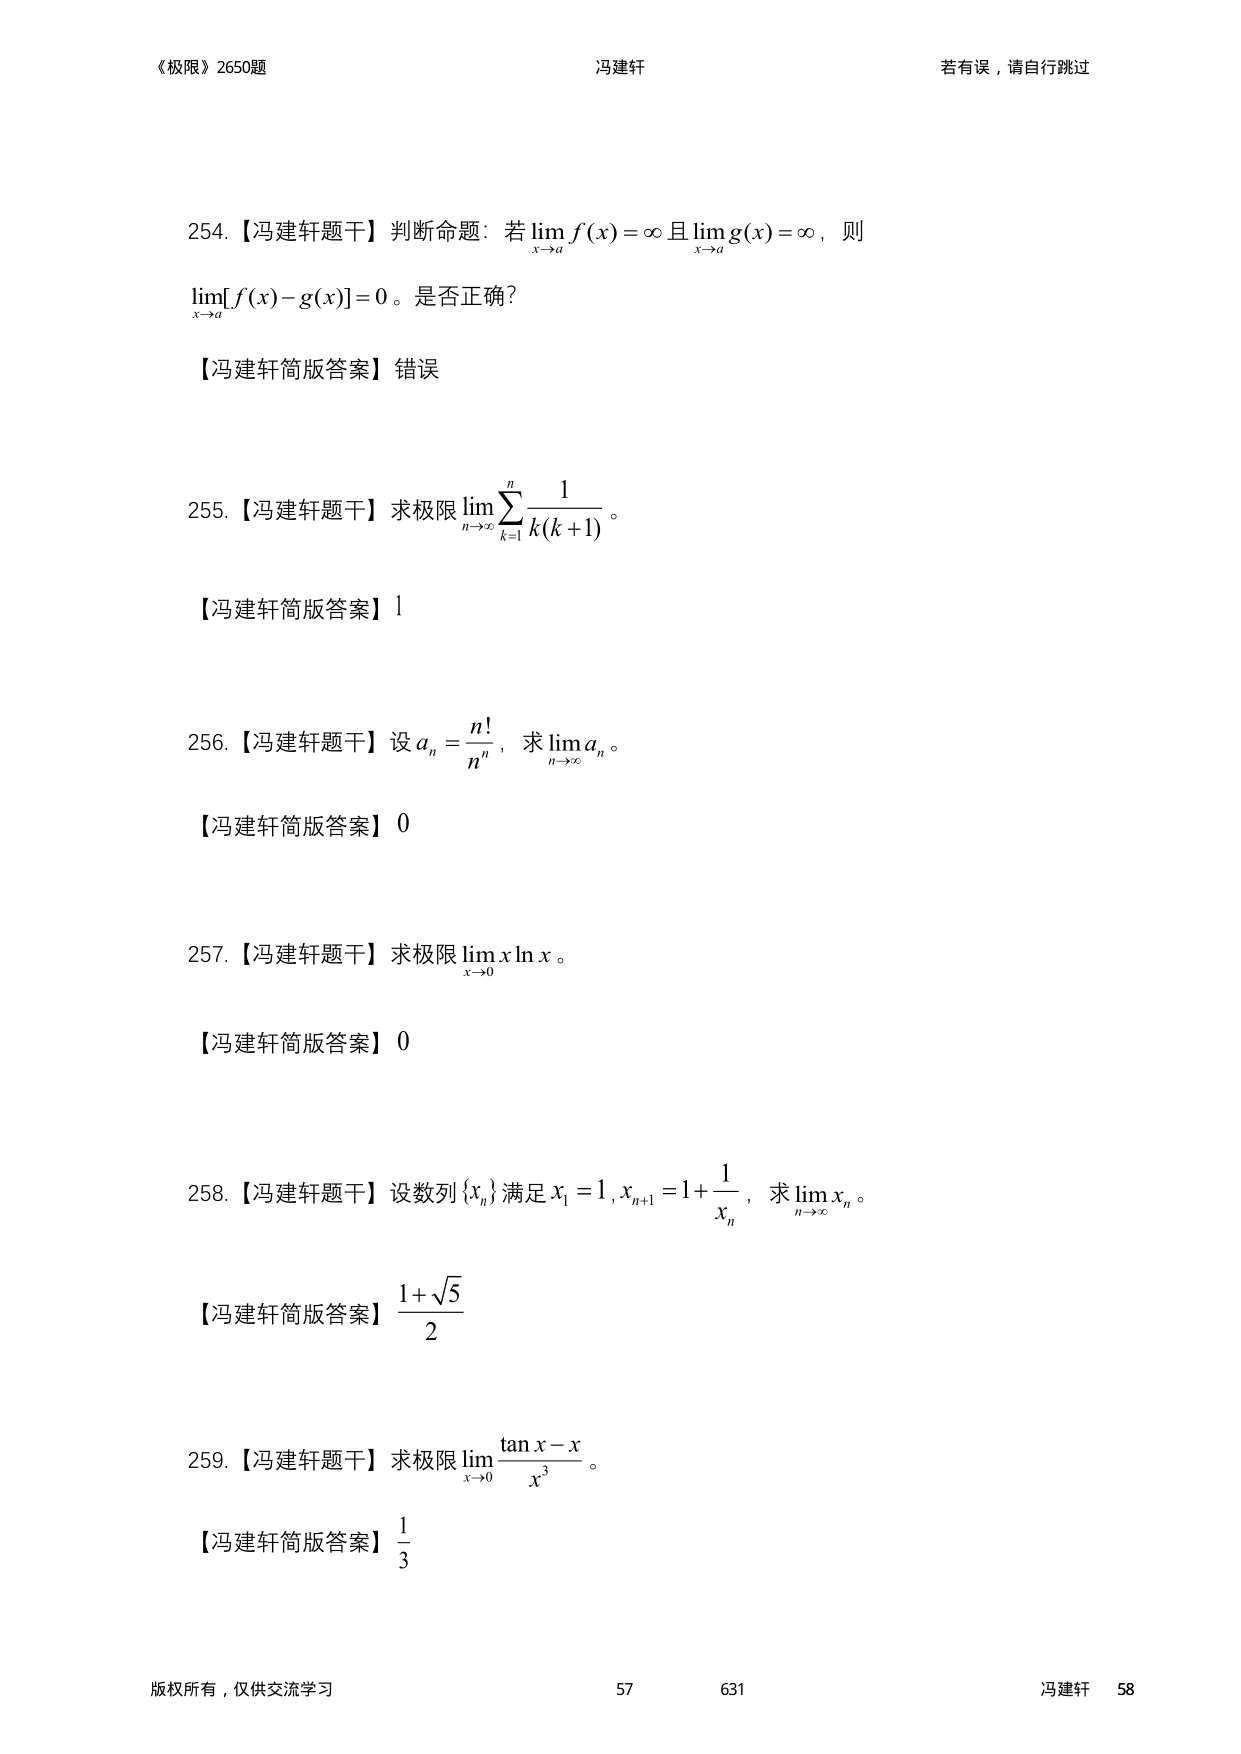 《极限》2650题 冯建轩 若有误，请自行跳过
254.【冯建轩题干】判断命题：若 lim_{x→a} f(x) = ∞ 且 lim_{x→a} g(x) = ∞，则
lim_{x→a} [f(x) − g(x)] = 0 。是否正确？
【冯建轩简版答案】错误
255.【冯建轩题干】求极限 lim_{n→∞} ∑_{k=1}^{n} \frac{1}{k(k+1)} 。
【冯建轩简版答案】1
256.【冯建轩题干】设 a_n = \frac{n!}{n^n}，求 lim_{n→∞} a_n 。
【冯建轩简版答案】0
257.【冯建轩题干】求极限 lim_{x→0} x ln x 。
【冯建轩简版答案】0
258.【冯建轩题干】设数列 {x_n} 满足 x_1 = 1, x_{n+1} = 1 + \frac{1}{x_n}，求 lim_{n→∞} x_n 。
【冯建轩简版答案】\frac{1+√5}{2}
259.【冯建轩题干】求极限 lim_{x→0} \frac{tan x − x}{x^3} 。
【冯建轩简版答案】\frac{1}{3}
版权所有，仅供交流学习 57 631 冯建轩 58